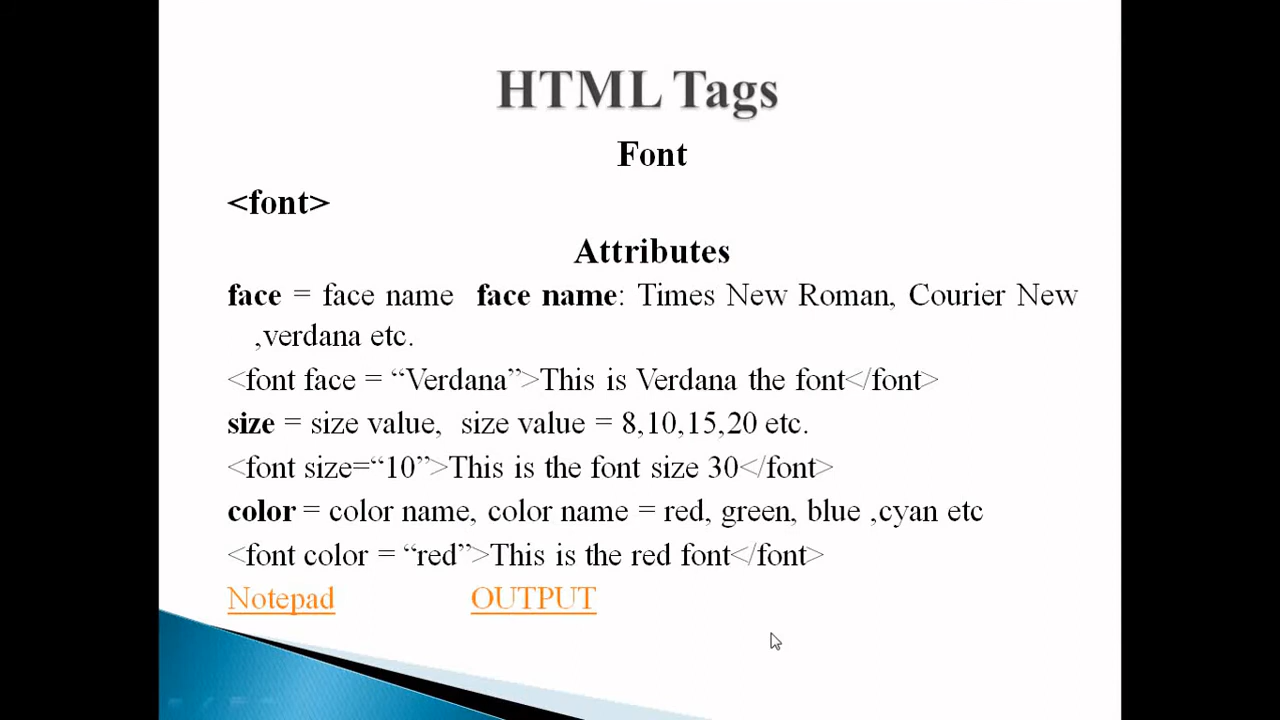 HTML Tags
Font
<font>
Attributes
face = face name  face name: Times New Roman, Courier New
,verdana etc.
<font face = “Verdana”>This is Verdana the font</font>
size = size value,  size value = 8,10,15,20 etc.
<font size=“10”>This is the font size 30</font>
color = color name, color name = red, green, blue ,cyan etc
<font color = “red”>This is the red font</font>
Notepad OUTPUT